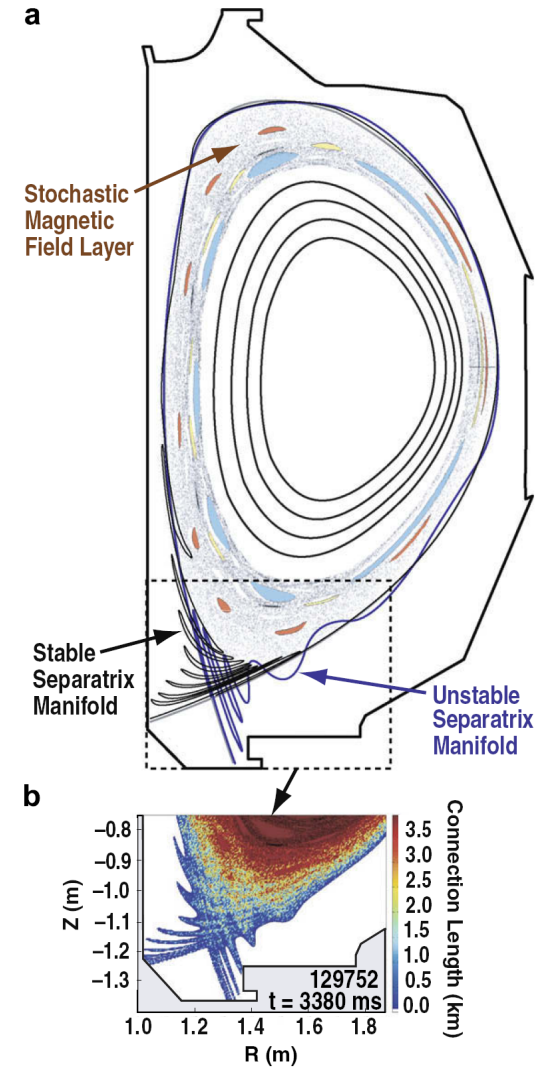 a
Stochastic
Magnetic
Field Layer
Stable
Separatrix
Manifold
Unstable
Separatrix
Manifold
b
−0.8
−0.9
−1.0
−1.1
−1.2
−1.3
Z (m)
129752
t = 3380 ms
1.0 1.2 1.4 1.6 1.8
R (m)
3.5
3.0
2.5
2.0
1.5
1.0
0.5
0.0
Connection Length (km)